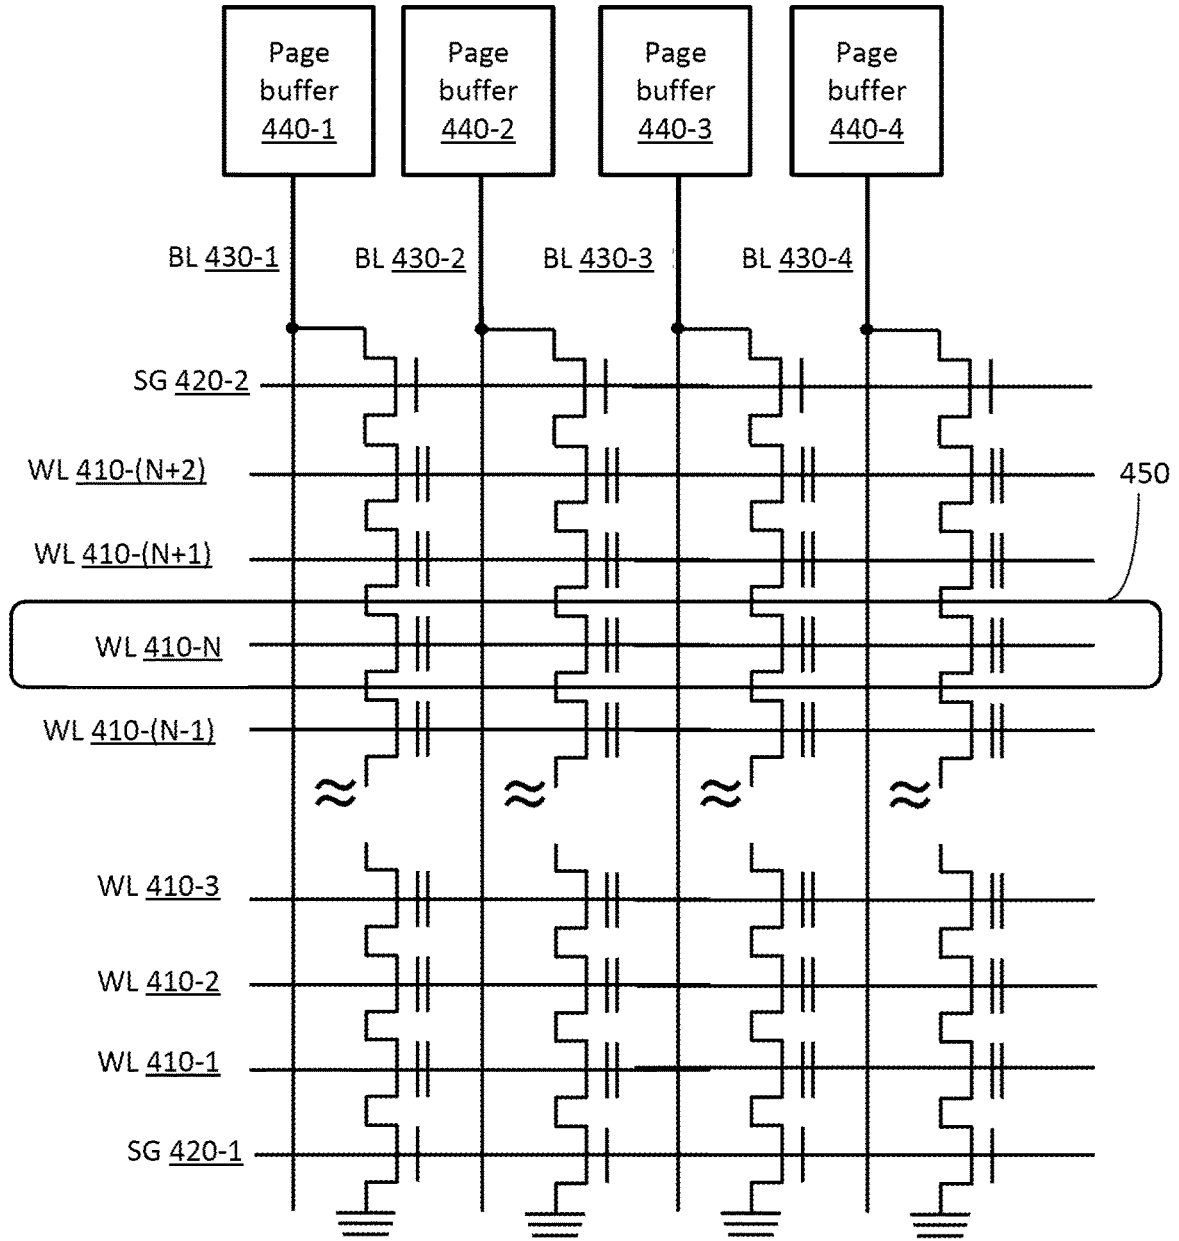 Page buffer 440-1
Page buffer 440-2
Page buffer 440-3
Page buffer 440-4
BL 430-1
BL 430-2
BL 430-3
BL 430-4
SG 420-2
WL 410-(N+2)
450
WL 410-(N+1)
WL 410-N
WL 410-(N-1)
≈ ≈ ≈ ≈
WL 410-3
WL 410-2
WL 410-1
SG 420-1